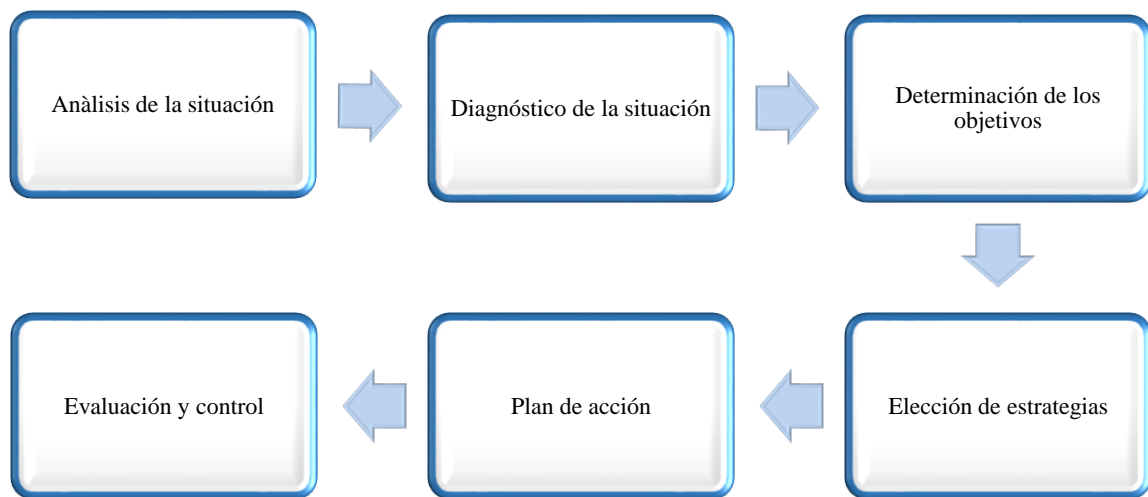 Anàlisis de la situación
Diagnóstico de la situación
Determinación de los
objetivos
Elección de estrategias
Plan de acción
Evaluación y control